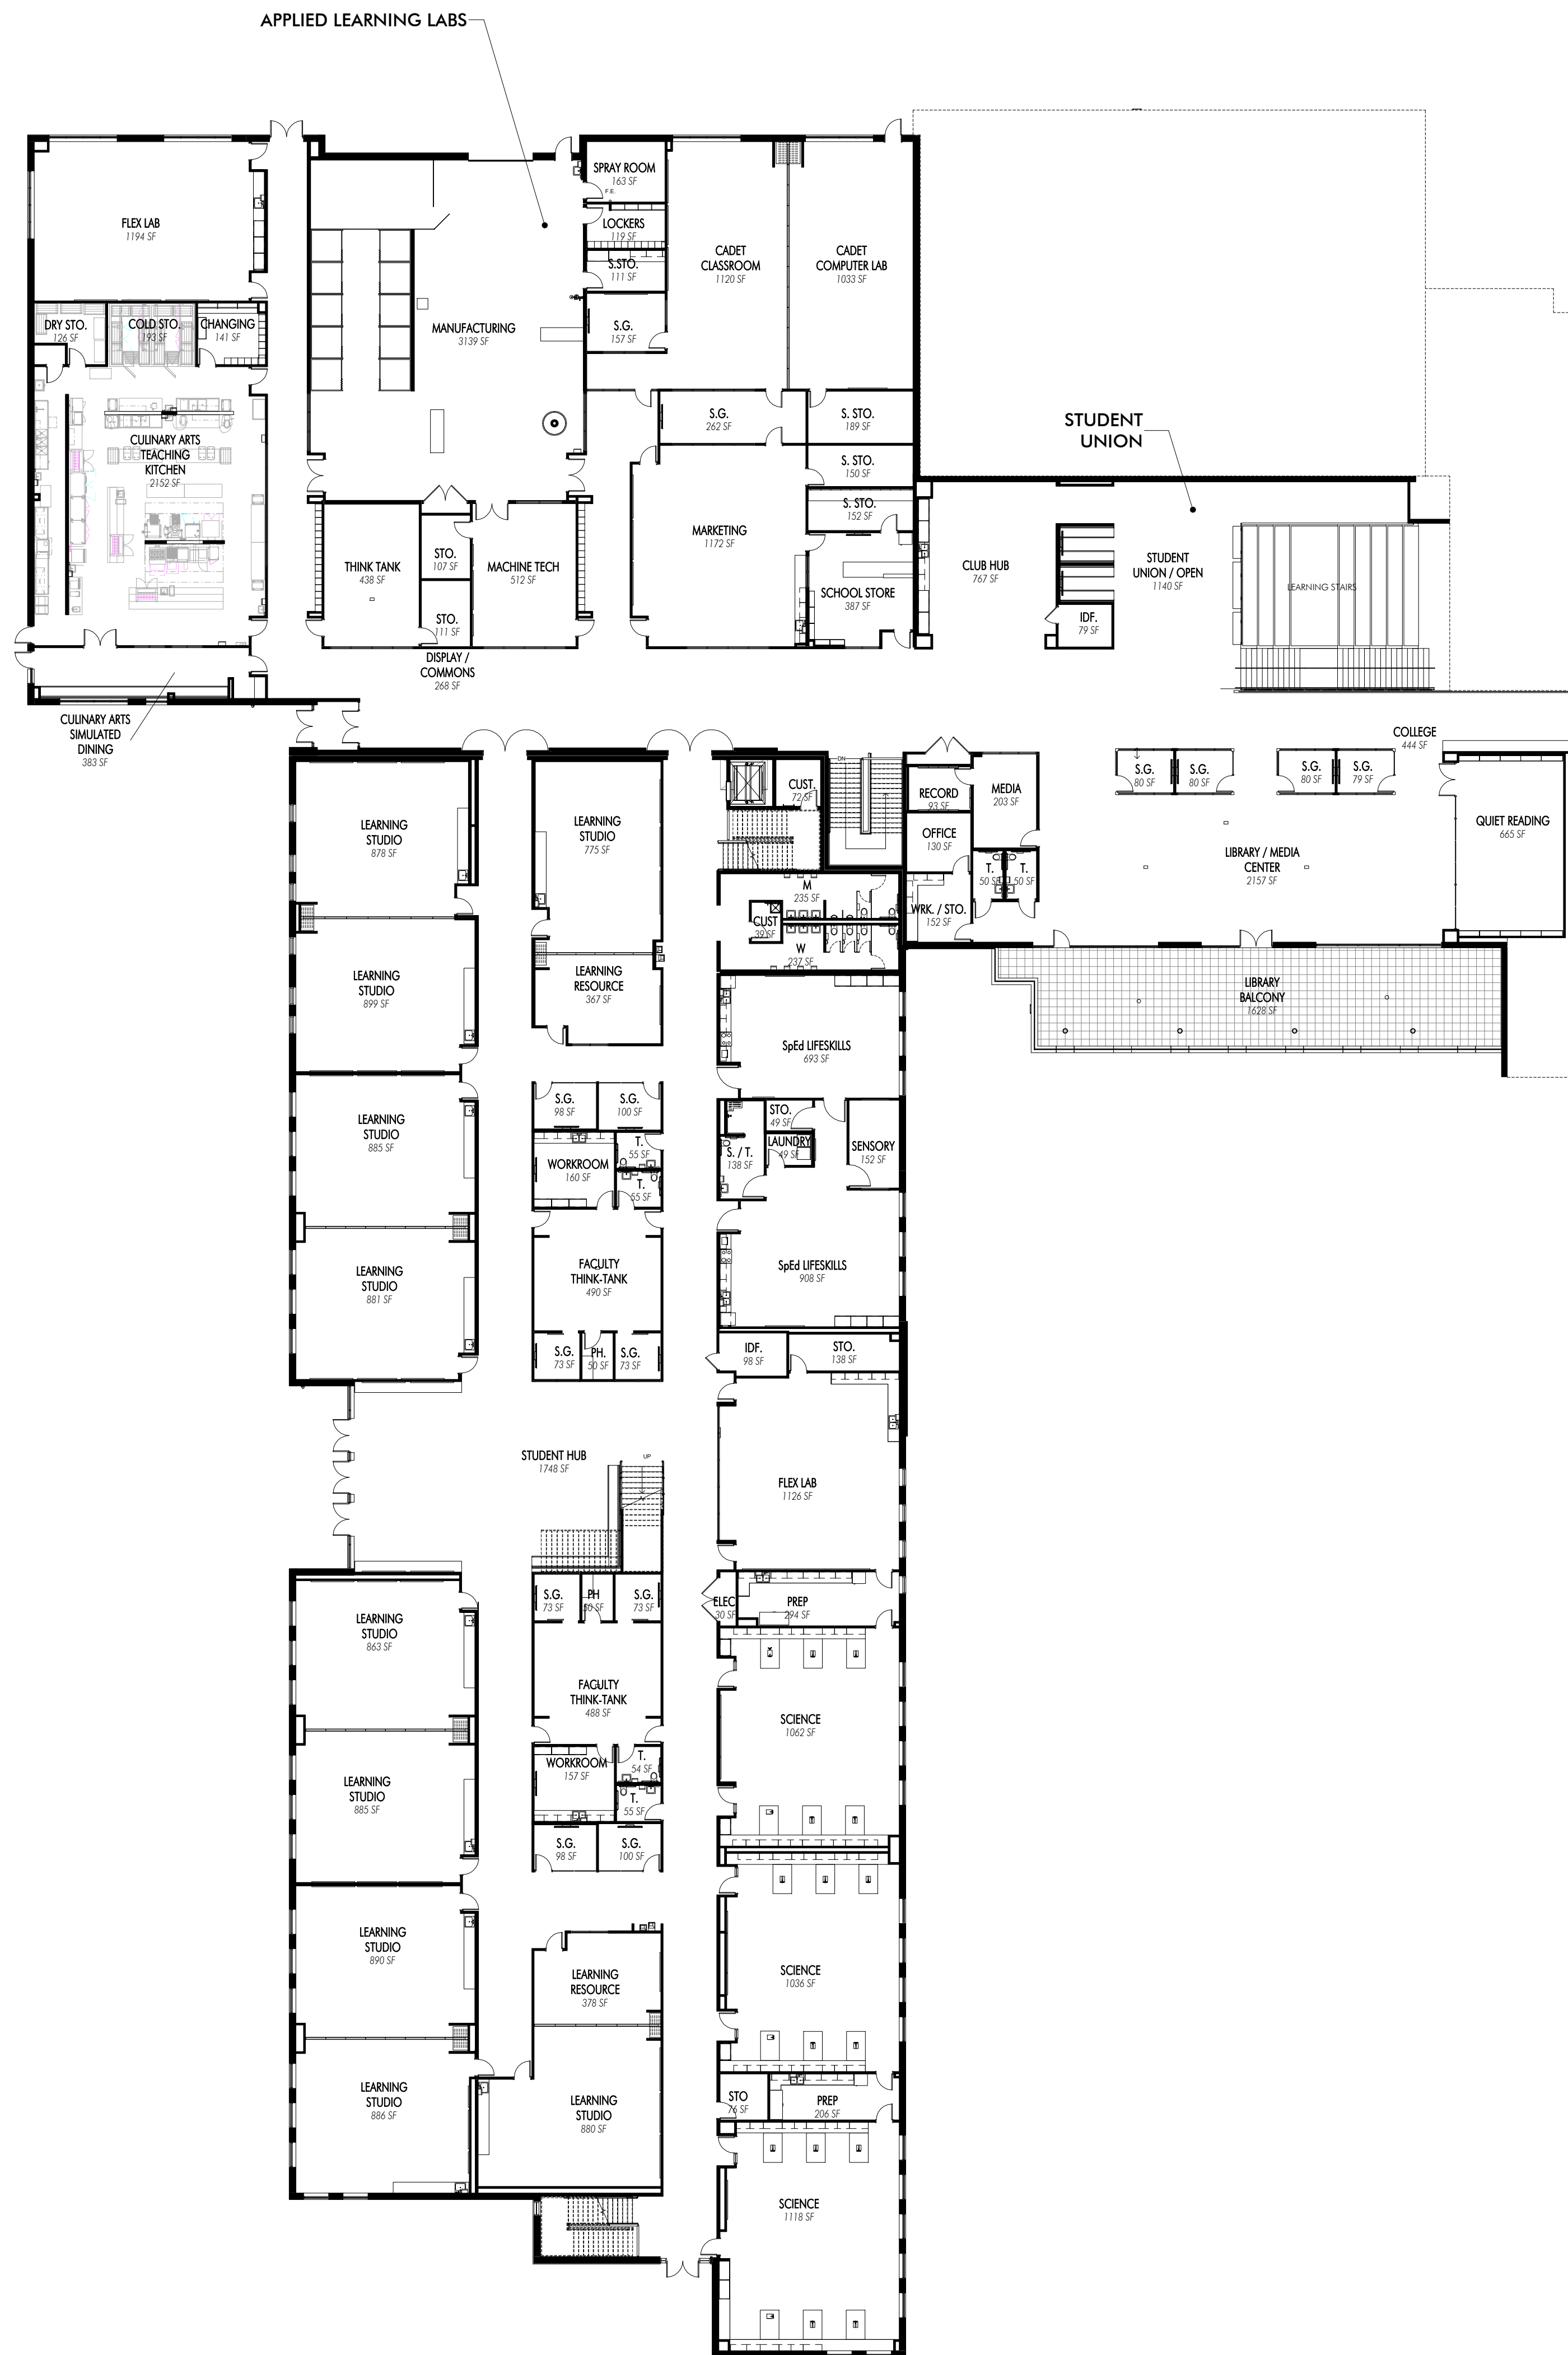 APPLIED LEARNING LABS
FLEX LAB
1194 SF
SPRAY ROOM
163 SF
F.E.
LOCKERS
119 SF
S.STO.
111 SF
S.G.
157 SF
CADET
CLASSROOM
1120 SF
CADET
COMPUTER LAB
1033 SF
DRY STO.
126 SF
COLD STO.
193 SF
CHANGING
141 SF
MANUFACTURING
3139 SF
S.G.
262 SF
S. STO.
189 SF
S. STO.
150 SF
S. STO.
152 SF
STUDENT
UNION
CULINARY ARTS
TEACHING
KITCHEN
2152 SF
THINK TANK
438 SF
STO.
107 SF
MACHINE TECH
512 SF
STO.
111 SF
MARKETING
1172 SF
SCHOOL STORE
387 SF
CLUB HUB
767 SF
STUDENT
UNION / OPEN
1140 SF
IDF.
79 SF
LEARNING STAIRS
DISPLAY /
COMMONS
268 SF
CULINARY ARTS
SIMULATED
DINING
383 SF
COLLEGE
444 SF
LEARNING
STUDIO
878 SF
LEARNING
STUDIO
775 SF
CUST.
72 SF
DN
RECORD
93 SF
MEDIA
203 SF
OFFICE
130 SF
S.G.
80 SF
S.G.
80 SF
S.G.
80 SF
S.G.
79 SF
QUIET READING
665 SF
LIBRARY / MEDIA
CENTER
2157 SF
T.
50 SF
T.
50 SF
WRK. / STO.
152 SF
M
235 SF
CUST
39 SF
W
237 SF
LEARNING
STUDIO
899 SF
LEARNING
RESOURCE
367 SF
LIBRARY
BALCONY
1628 SF
SpEd LIFESKILLS
693 SF
LEARNING
STUDIO
885 SF
S.G.
98 SF
S.G.
100 SF
WORKROOM
160 SF
T.
55 SF
T.
55 SF
STO.
49 SF
LAUNDRY
49 SF
S. / T.
138 SF
SENSORY
152 SF
LEARNING
STUDIO
881 SF
FACULTY
THINK-TANK
490 SF
SpEd LIFESKILLS
908 SF
S.G.
73 SF
PH.
50 SF
S.G.
73 SF
IDF.
98 SF
STO.
138 SF
STUDENT HUB
1748 SF
UP
FLEX LAB
1126 SF
S.G.
73 SF
PH
50 SF
S.G.
73 SF
ELEC
30 SF
PREP
294 SF
LEARNING
STUDIO
863 SF
FACULTY
THINK-TANK
488 SF
SCIENCE
1062 SF
LEARNING
STUDIO
885 SF
WORKROOM
157 SF
T.
54 SF
T.
55 SF
S.G.
98 SF
S.G.
100 SF
LEARNING
STUDIO
890 SF
LEARNING
RESOURCE
378 SF
SCIENCE
1036 SF
LEARNING
STUDIO
886 SF
LEARNING
STUDIO
880 SF
STO
76 SF
PREP
206 SF
SCIENCE
1118 SF